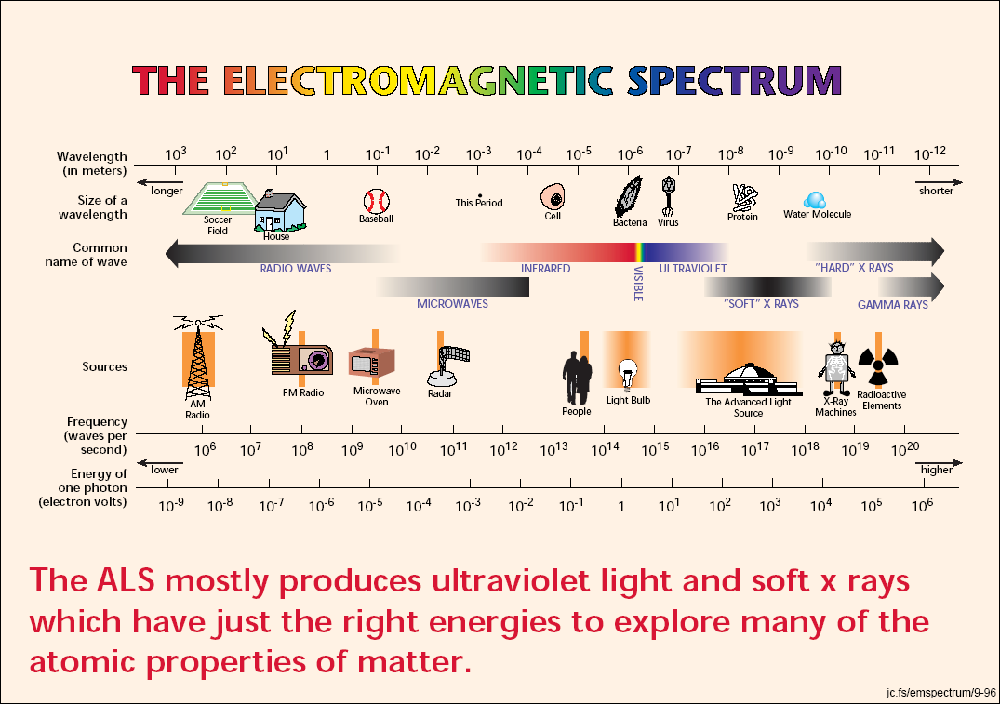 THE ELECTROMAGNETIC SPECTRUM
Wavelength
(in meters)
10³ 10² 10¹ 1 10⁻¹ 10⁻² 10⁻³ 10⁻⁴ 10⁻⁵ 10⁻⁶ 10⁻⁷ 10⁻⁸ 10⁻⁹ 10⁻¹⁰ 10⁻¹¹ 10⁻¹²
longer
shorter
Size of a
wavelength
Soccer
Field
House
Baseball
This Period
Cell
Bacteria
Virus
Protein
Water Molecule
Common
name of wave
RADIO WAVES
INFRARED
VISIBLE
ULTRAVIOLET
"HARD" X RAYS
MICROWAVES
"SOFT" X RAYS
GAMMA RAYS
Sources
AM
Radio
FM Radio
Microwave
Oven
Radar
People
Light Bulb
The Advanced Light
Source
X-Ray
Machines
Radioactive
Elements
Frequency
(waves per
second)
10⁶ 10⁷ 10⁸ 10⁹ 10¹⁰ 10¹¹ 10¹² 10¹³ 10¹⁴ 10¹⁵ 10¹⁶ 10¹⁷ 10¹⁸ 10¹⁹ 10²⁰
lower
higher
Energy of
one photon
(electron volts)
10⁻⁹ 10⁻⁸ 10⁻⁷ 10⁻⁶ 10⁻⁵ 10⁻⁴ 10⁻³ 10⁻² 10⁻¹ 1 10¹ 10² 10³ 10⁴ 10⁵ 10⁶
The ALS mostly produces ultraviolet light and soft x rays
which have just the right energies to explore many of the
atomic properties of matter.
jc.fs/emspectrum/9-96